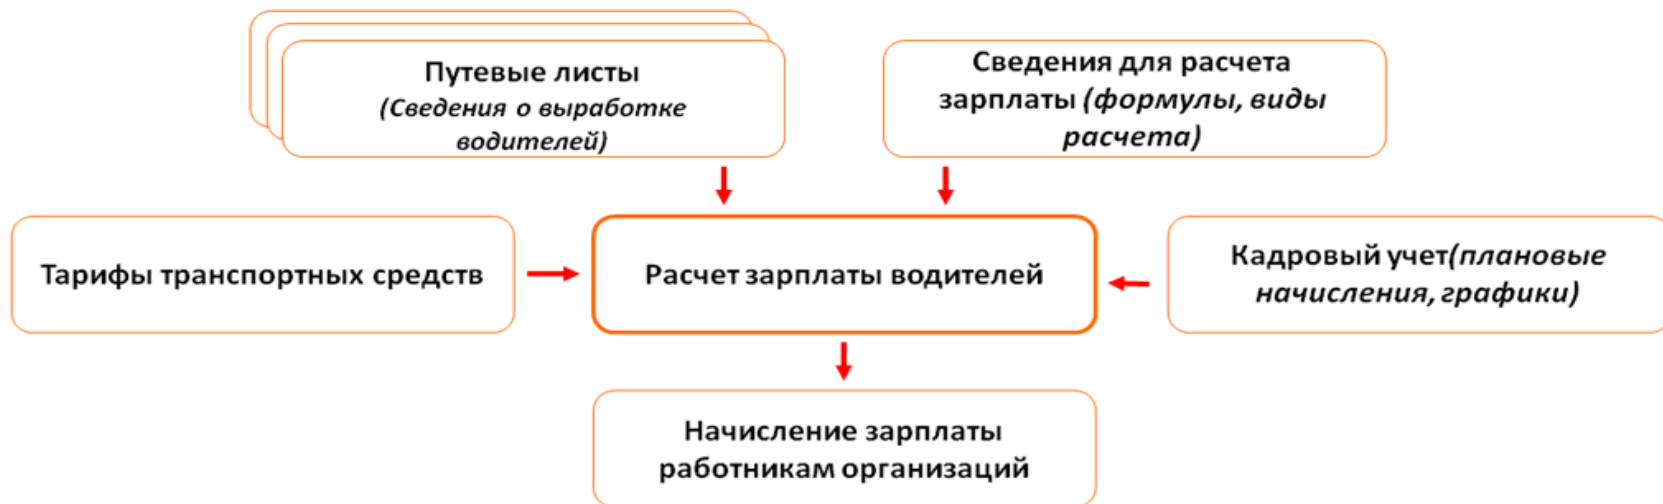 Путевые листы
(Сведения о выработке
водителей)
Сведения для расчета
зарплаты (формулы, виды
расчета)
Тарифы транспортных средств
Расчет зарплаты водителей
Кадровый учет(плановые
начисления, графики)
Начисление зарплаты
работникам организаций